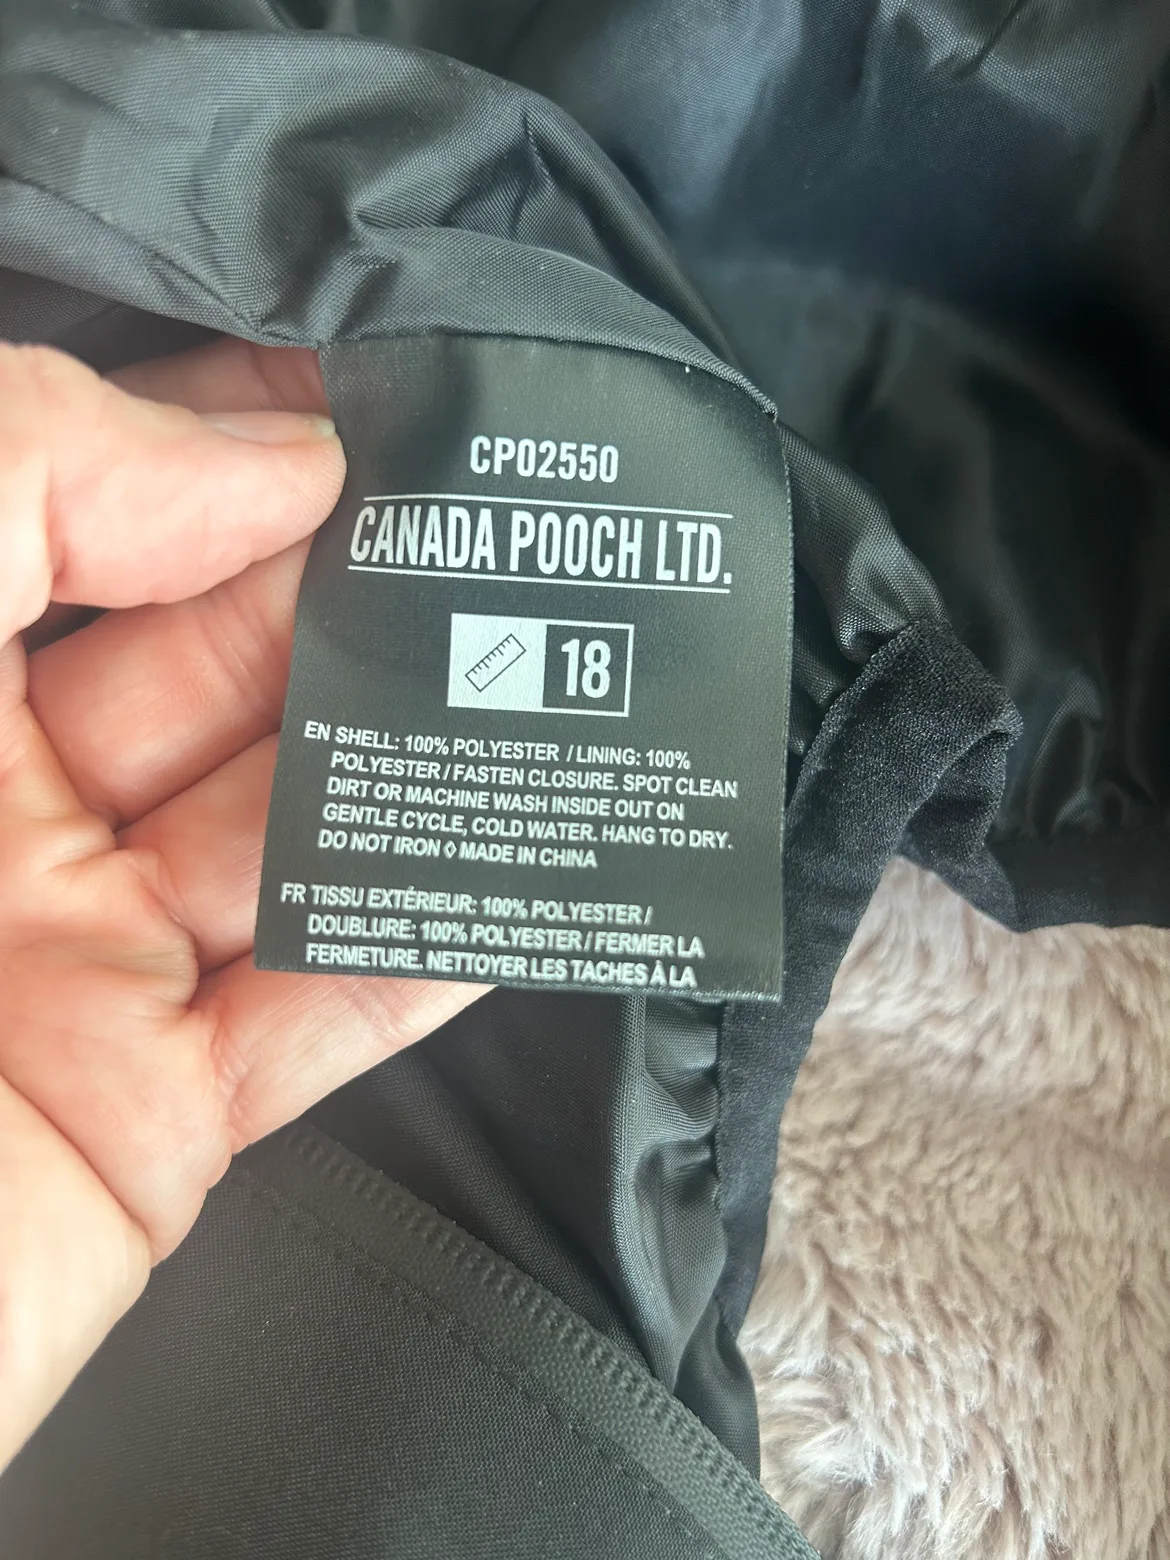 CP02550
CANADA POOCH LTD.
18
EN SHELL: 100% POLYESTER / LINING: 100%
POLYESTER / FASTEN CLOSURE. SPOT CLEAN
DIRT OR MACHINE WASH INSIDE OUT ON
GENTLE CYCLE, COLD WATER. HANG TO DRY.
DO NOT IRON ◊ MADE IN CHINA
FR TISSU EXTÉRIEUR: 100% POLYESTER /
DOUBLURE: 100% POLYESTER / FERMER LA
FERMETURE. NETTOYER LES TACHES À LA